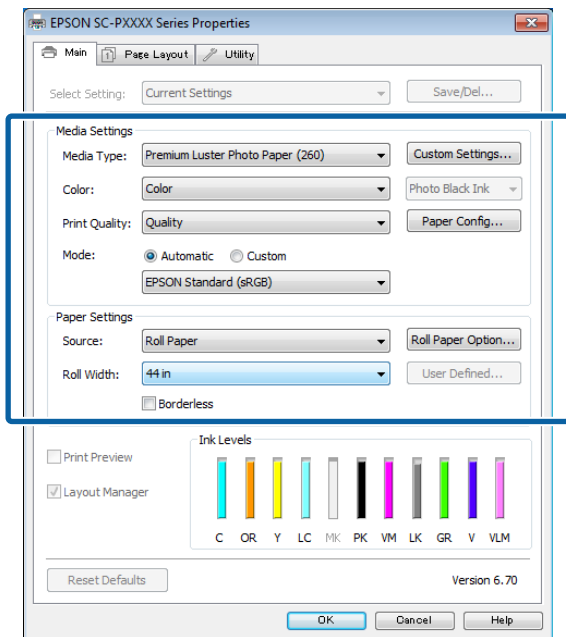 EPSON SC-PXXXX Series Properties
Main 1 Page Layout Utility
Select Setting: Current Settings Save/Del...
Media Settings
Media Type: Premium Luster Photo Paper (260) Custom Settings...
Color: Color Photo Black Ink
Print Quality: Quality Paper Config...
Mode: Automatic Custom
EPSON Standard (sRGB)
Paper Settings
Source: Roll Paper Roll Paper Option...
Roll Width: 44 in User Defined...
Borderless
Ink Levels
Print Preview
Layout Manager
C OR Y LC MK PK VM LK GR V VLM
Reset Defaults Version 6.70
OK Cancel Help